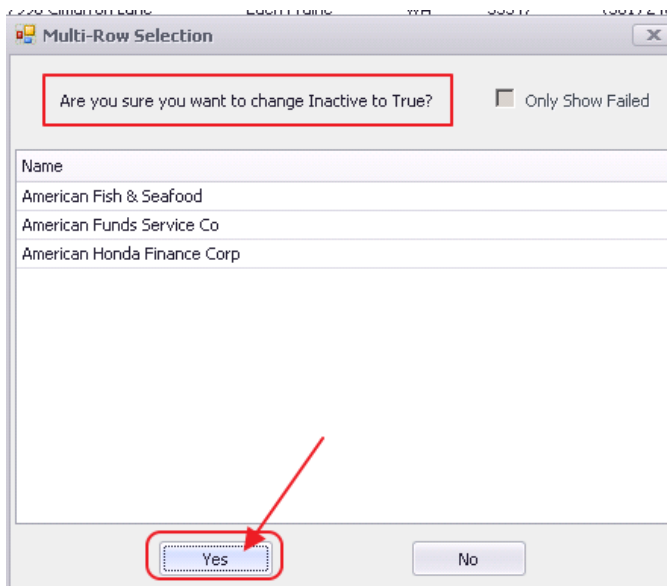 Multi-Row Selection
Are you sure you want to change Inactive to True?
Only Show Failed
Name
American Fish & Seafood
American Funds Service Co
American Honda Finance Corp
Yes
No